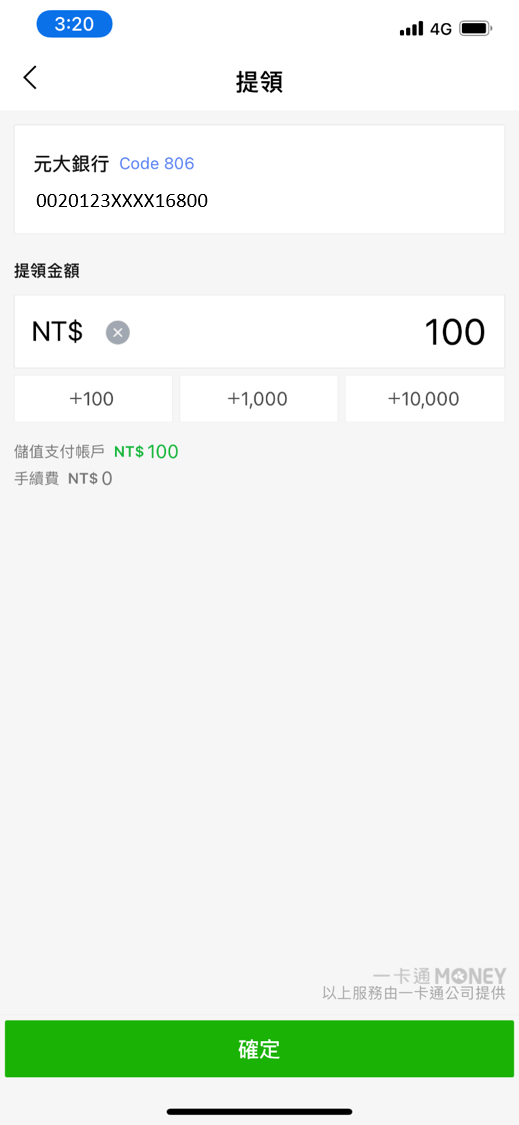 3:20
4G
提領
元大銀行 Code 806
0020123XXXX16800
提領金額
NT$ 100
+100 +1,000 +10,000
儲值支付帳戶 NT$ 100
手續費 NT$ 0
一卡通 MONEY
以上服務由一卡通公司提供
確定